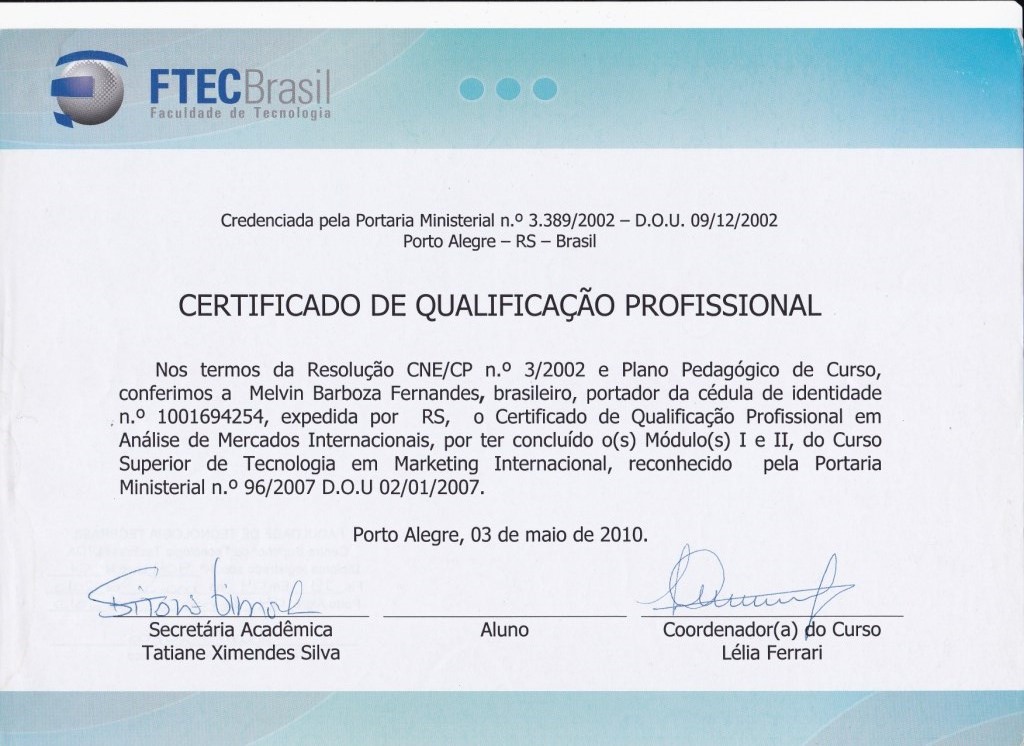 FTECBrasil
Faculdade de Tecnologia
Credenciada pela Portaria Ministerial n.º 3.389/2002 – D.O.U. 09/12/2002
Porto Alegre – RS – Brasil
CERTIFICADO DE QUALIFICAÇÃO PROFISSIONAL
Nos termos da Resolução CNE/CP n.º 3/2002 e Plano Pedagógico de Curso,
conferimos a Melvin Barboza Fernandes, brasileiro, portador da cédula de identidade
n.º 1001694254, expedida por RS, o Certificado de Qualificação Profissional em
Análise de Mercados Internacionais, por ter concluído o(s) Módulo(s) I e II, do Curso
Superior de Tecnologia em Marketing Internacional, reconhecido pela Portaria
Ministerial n.º 96/2007 D.O.U 02/01/2007.
Porto Alegre, 03 de maio de 2010.
Secretária Acadêmica
Tatiane Ximendes Silva
Aluno
Coordenador(a) do Curso
Lélia Ferrari